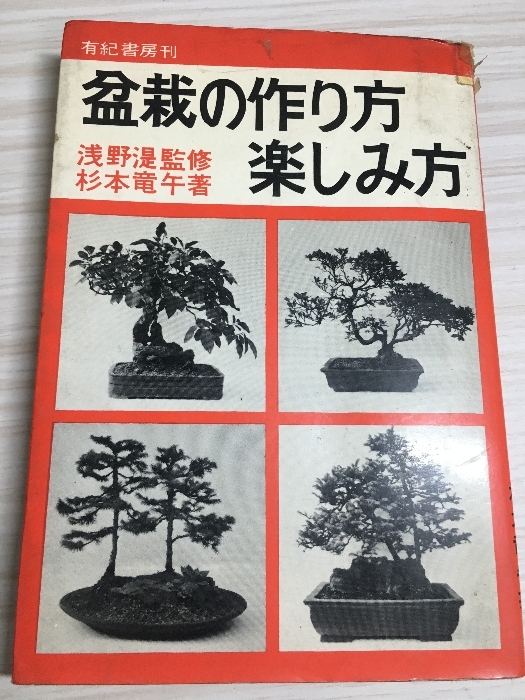 有紀書房刊
盆栽の作り方
楽しみ方
浅野湜監修
杉本竜午著